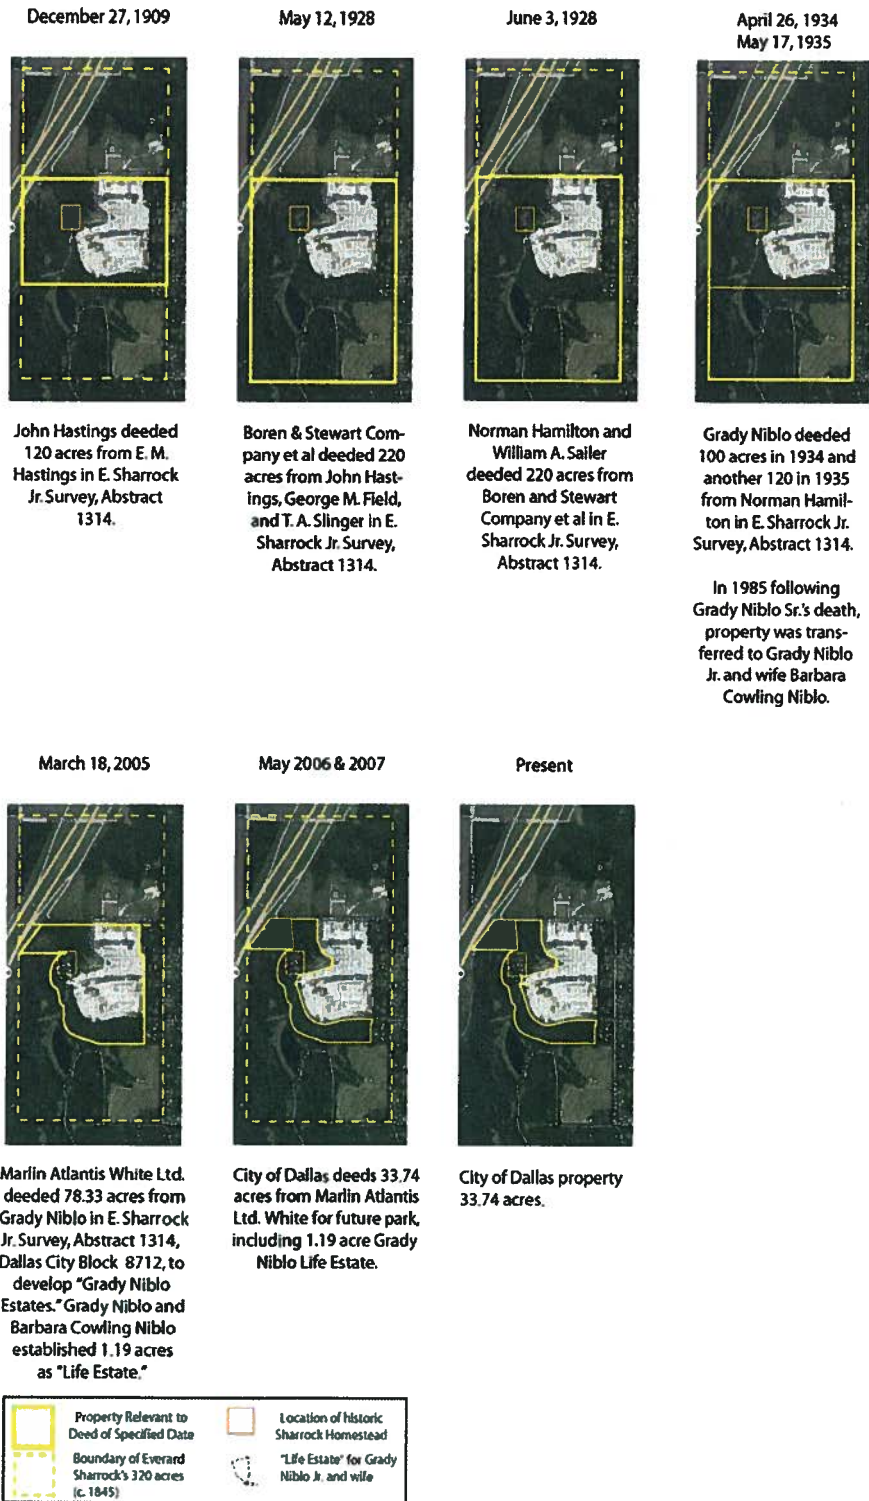 December 27, 1909
John Hastings deeded
120 acres from E. M.
Hastings in E. Sharrock
Jr. Survey, Abstract
1314.
May 12, 1928
Boren & Stewart Com-
pany et al deeded 220
acres from John Hast-
ings, George M. Field,
and T. A. Slinger in E.
Sharrock Jr. Survey,
Abstract 1314.
June 3, 1928
Norman Hamilton and
William A. Sailer
deeded 220 acres from
Boren and Stewart
Company et al in E.
Sharrock Jr. Survey,
Abstract 1314.
April 26, 1934
May 17, 1935
Grady Niblo deeded
100 acres in 1934 and
another 120 in 1935
from Norman Hamil-
ton in E. Sharrock Jr.
Survey, Abstract 1314.
In 1985 following
Grady Niblo Sr.'s death,
property was trans-
ferred to Grady Niblo
Jr. and wife Barbara
Cowling Niblo.
March 18, 2005
Marlin Atlantis White Ltd.
deeded 78.33 acres from
Grady Niblo in E. Sharrock
Jr. Survey, Abstract 1314,
Dallas City Block 8712, to
develop "Grady Niblo
Estates." Grady Niblo and
Barbara Cowling Niblo
established 1.19 acres
as "Life Estate."
May 2006 & 2007
City of Dallas deeds 33.74
acres from Marlin Atlantis
Ltd. White for future park,
including 1.19 acre Grady
Niblo Life Estate.
Present
City of Dallas property
33.74 acres.
Property Relevant to
Deed of Specified Date
Boundary of Everard
Sharrock's 320 acres
(c. 1845)
Location of historic
Sharrock Homestead
"Life Estate" for Grady
Niblo Jr. and wife